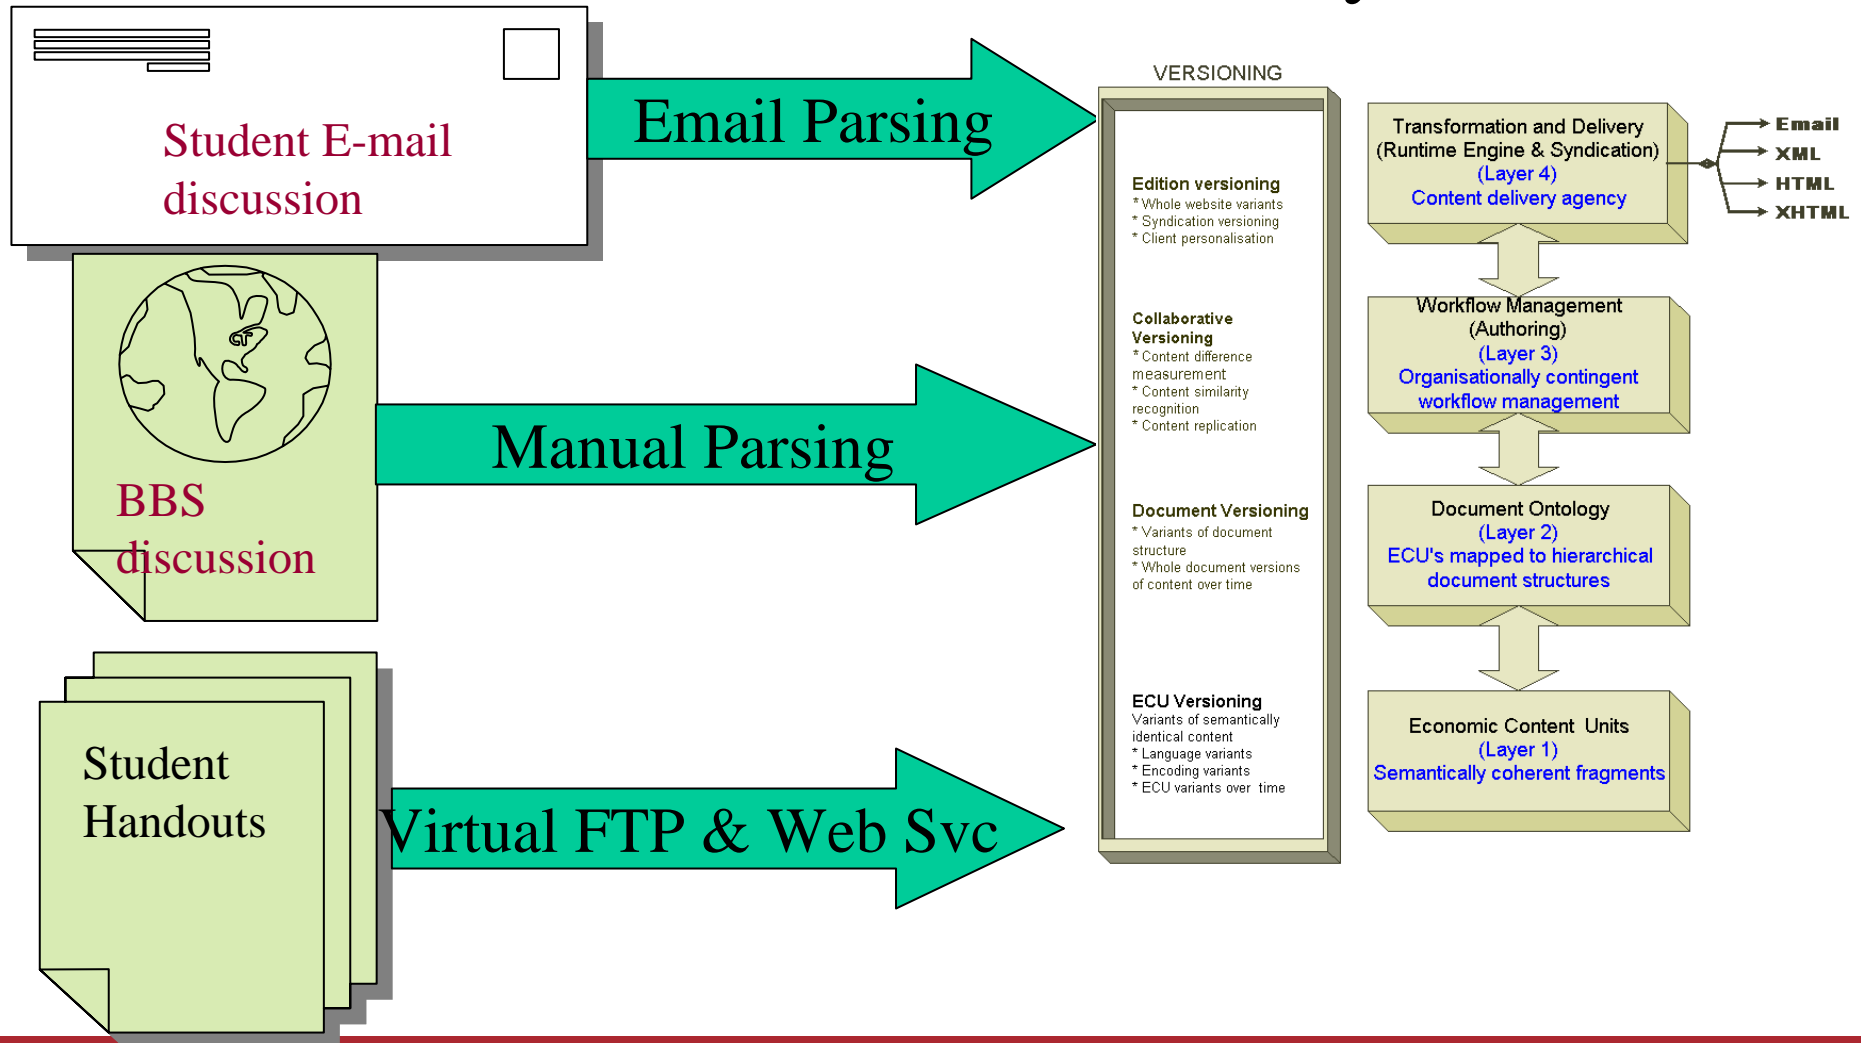 Student E-mail
discussion
Email Parsing
BBS
discussion
Manual Parsing
Student
Handouts
Virtual FTP & Web Svc
VERSIONING
Edition versioning
* Whole website variants
* Syndication versioning
* Client personalisation
Collaborative
Versioning
* Content difference
measurement
* Content similarity
recognition
* Content replication
Document Versioning
* Variants of document
structure
* Whole document versions
of content over time
ECU Versioning
Variants of semantically
identical content
* Language variants
* Encoding variants
* ECU variants over time
Transformation and Delivery
(Runtime Engine & Syndication)
(Layer 4)
Content delivery agency
Email
XML
HTML
XHTML
Workflow Management
(Authoring)
(Layer 3)
Organisationally contingent
workflow management
Document Ontology
(Layer 2)
ECU's mapped to hierarchical
document structures
Economic Content Units
(Layer 1)
Semantically coherent fragments